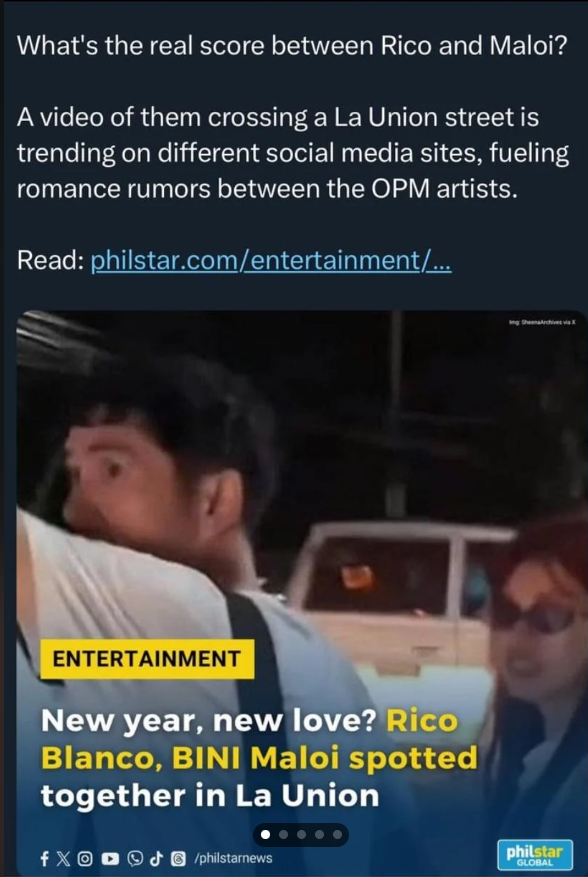 What's the real score between Rico and Maloi?
A video of them crossing a La Union street is
trending on different social media sites, fueling
romance rumors between the OPM artists.
Read: philstar.com/entertainment/...
Img: SheenaArchives via X
ENTERTAINMENT
New year, new love? Rico
Blanco, BINI Maloi spotted
together in La Union
/philstarnews
philstar
GLOBAL